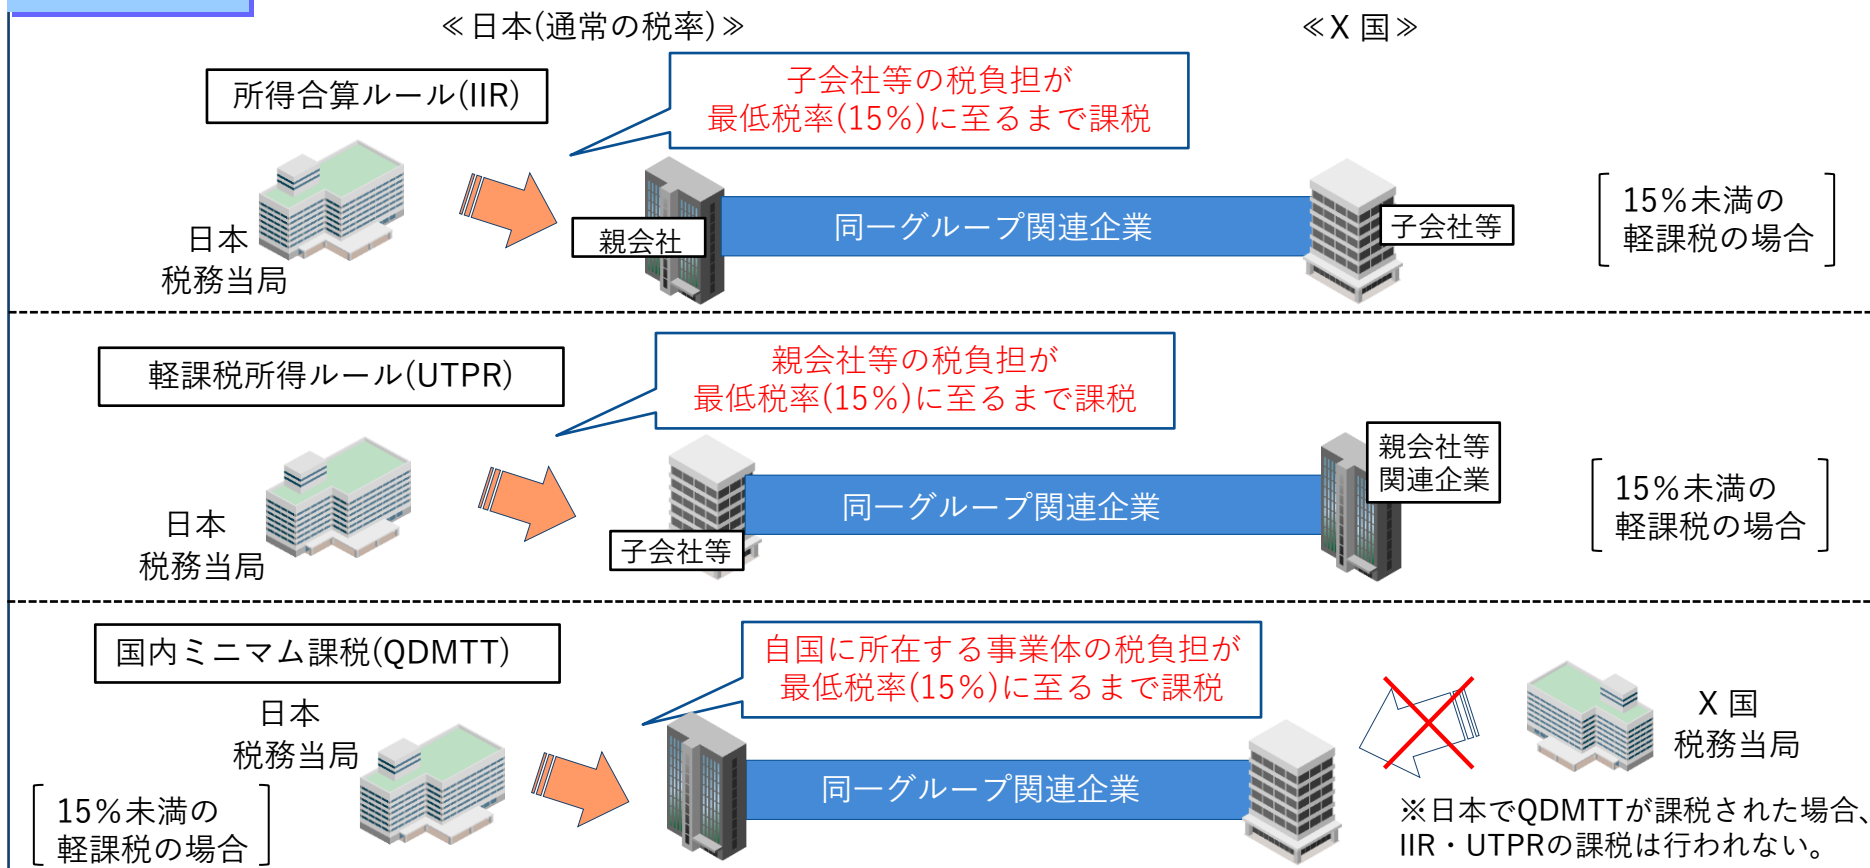 ≪日本(通常の税率)≫
≪X 国≫
所得合算ルール(IIR)
子会社等の税負担が
最低税率(15%)に至るまで課税
日本
税務当局
親会社
同一グループ関連企業
子会社等
15%未満の
軽課税の場合
軽課税所得ルール(UTPR)
親会社等の税負担が
最低税率(15%)に至るまで課税
日本
税務当局
子会社等
同一グループ関連企業
親会社等
関連企業
15%未満の
軽課税の場合
国内ミニマム課税(QDMTT)
自国に所在する事業体の税負担が
最低税率(15%)に至るまで課税
日本
税務当局
15%未満の
軽課税の場合
同一グループ関連企業
X 国
税務当局
※日本でQDMTTが課税された場合、
IIR・UTPRの課税は行われない。